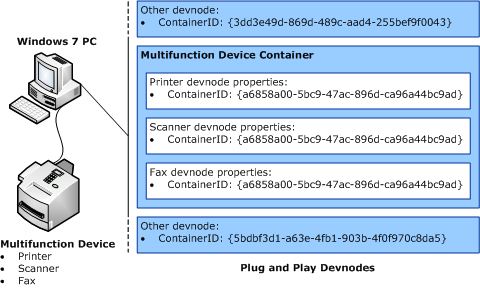 Other devnode:
• ContainerID: {3dd3e49d-869d-489c-aad4-255bef9f0043}
Windows 7 PC
Multifunction Device Container
Printer devnode properties:
• ContainerID: {a6858a00-5bc9-47ac-896d-ca96a44bc9ad}
Scanner devnode properties:
• ContainerID: {a6858a00-5bc9-47ac-896d-ca96a44bc9ad}
Fax devnode properties:
• ContainerID: {a6858a00-5bc9-47ac-896d-ca96a44bc9ad}
Other devnode:
• ContainerID: {5bdbf3d1-a63e-4fb1-903b-4f0f970c8da5}
Multifunction Device
• Printer
• Scanner
• Fax
Plug and Play Devnodes